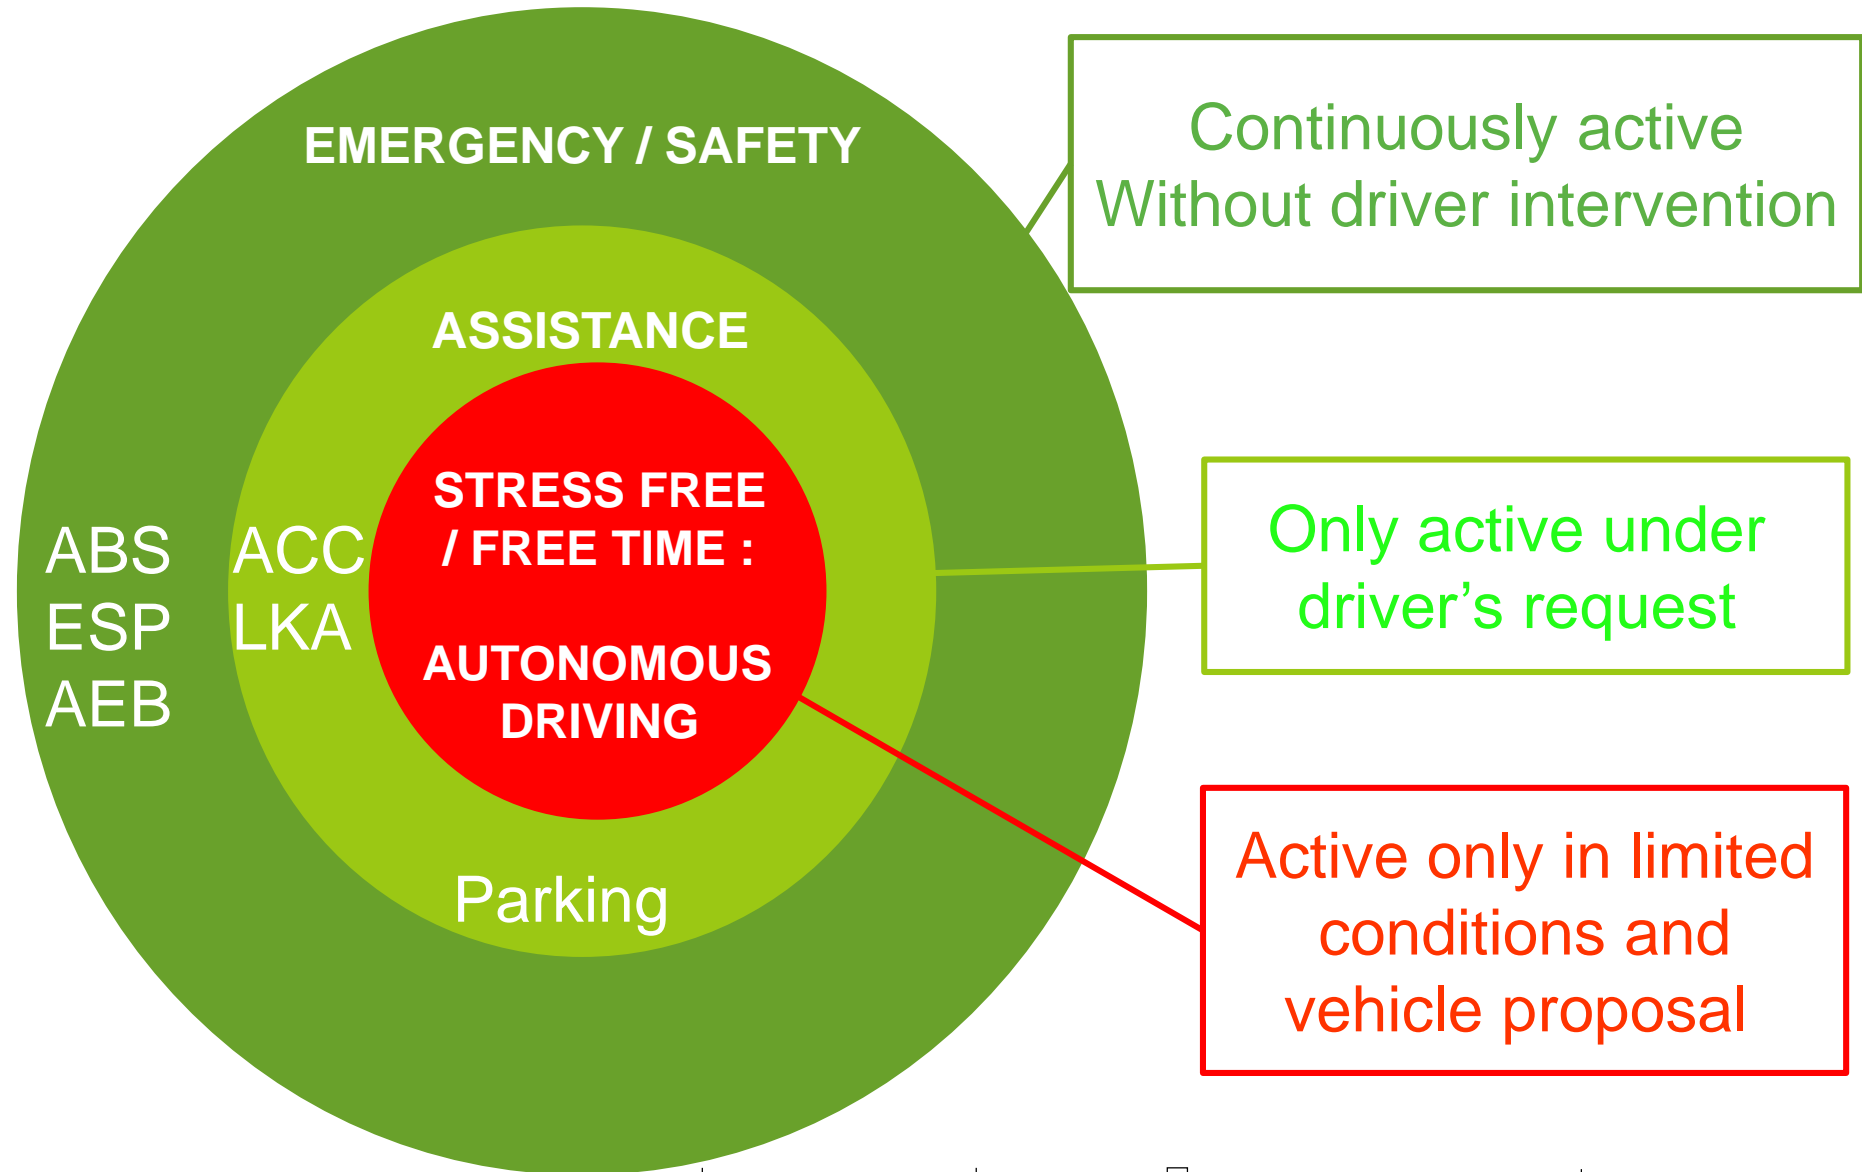 EMERGENCY / SAFETY
ASSISTANCE
STRESS FREE
/ FREE TIME :
AUTONOMOUS
DRIVING
ABS
ESP
AEB
ACC
LKA
Parking
Continuously active
Without driver intervention
Only active under
driver’s request
Active only in limited
conditions and
vehicle proposal